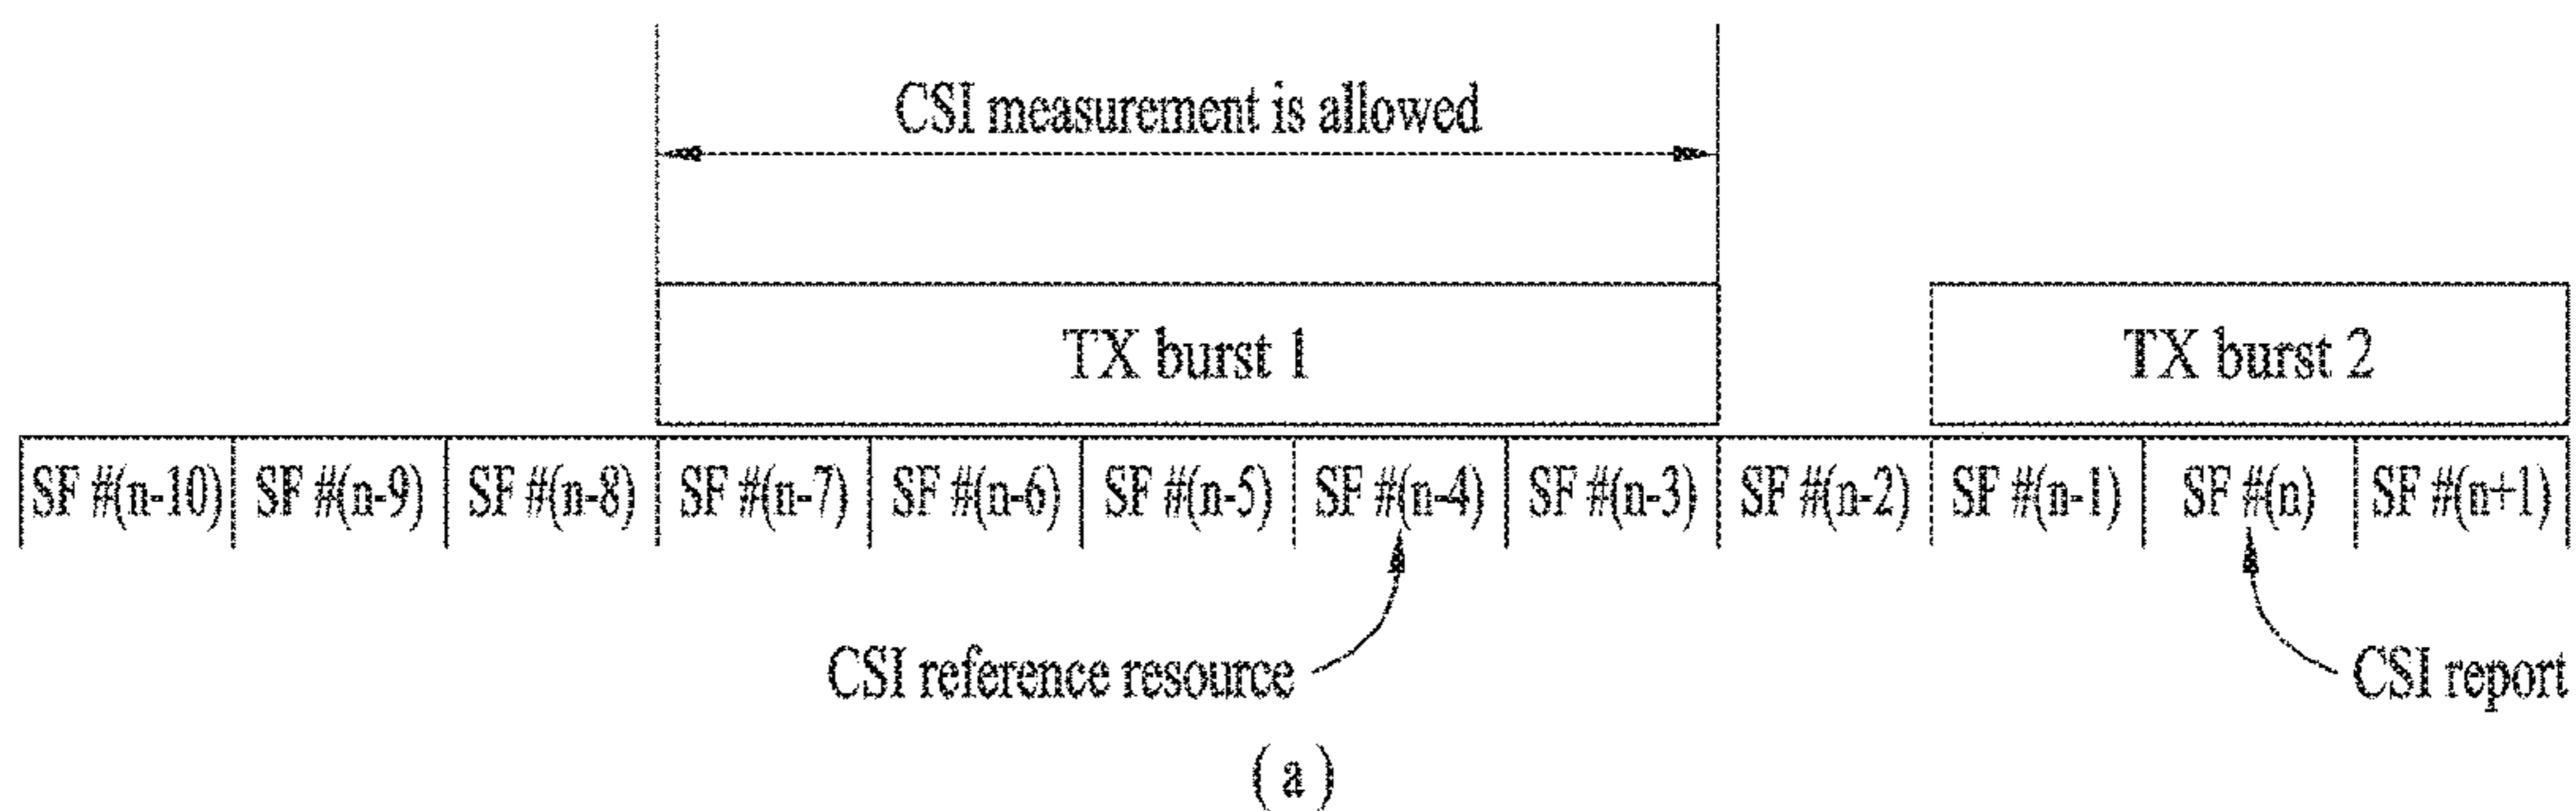 CSI measurement is allowed
TX burst 1
TX burst 2
SF #(n-10) SF #(n-9) SF #(n-8) SF #(n-7) SF #(n-6) SF #(n-5) SF #(n-4) SF #(n-3) SF #(n-2) SF #(n-1) SF #(n) SF #(n+1)
CSI reference resource
CSI report
( a )